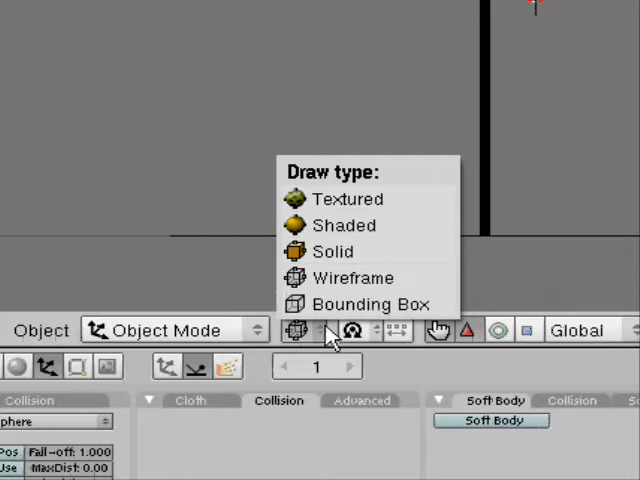 Draw type:
Textured
Shaded
Solid
Wireframe
Bounding Box
Object Object Mode Global
1
Collision Cloth Collision Advanced Soft Body Collision
phere Soft Body
Pos Fall-off: 1.000
Use MaxDist: 0.00